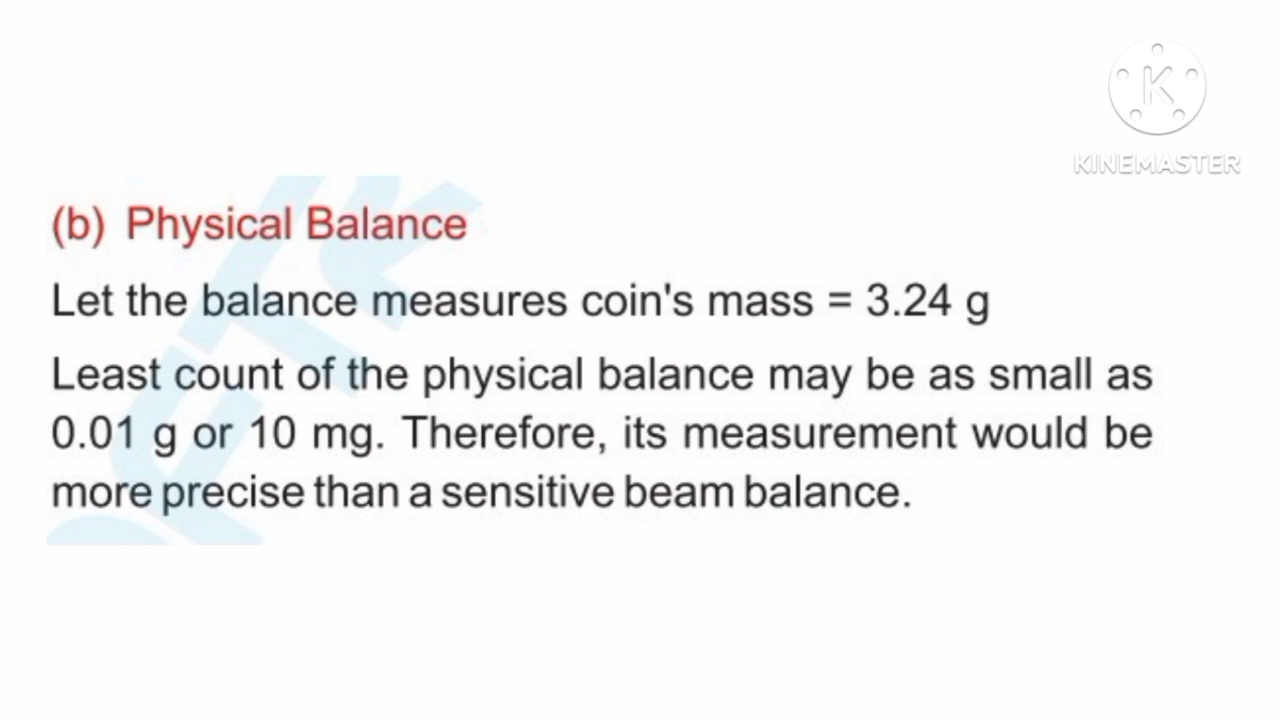 K
KINEMASTER
(b) Physical Balance
Let the balance measures coin's mass = 3.24 g
Least count of the physical balance may be as small as
0.01 g or 10 mg. Therefore, its measurement would be
more precise than a sensitive beam balance.